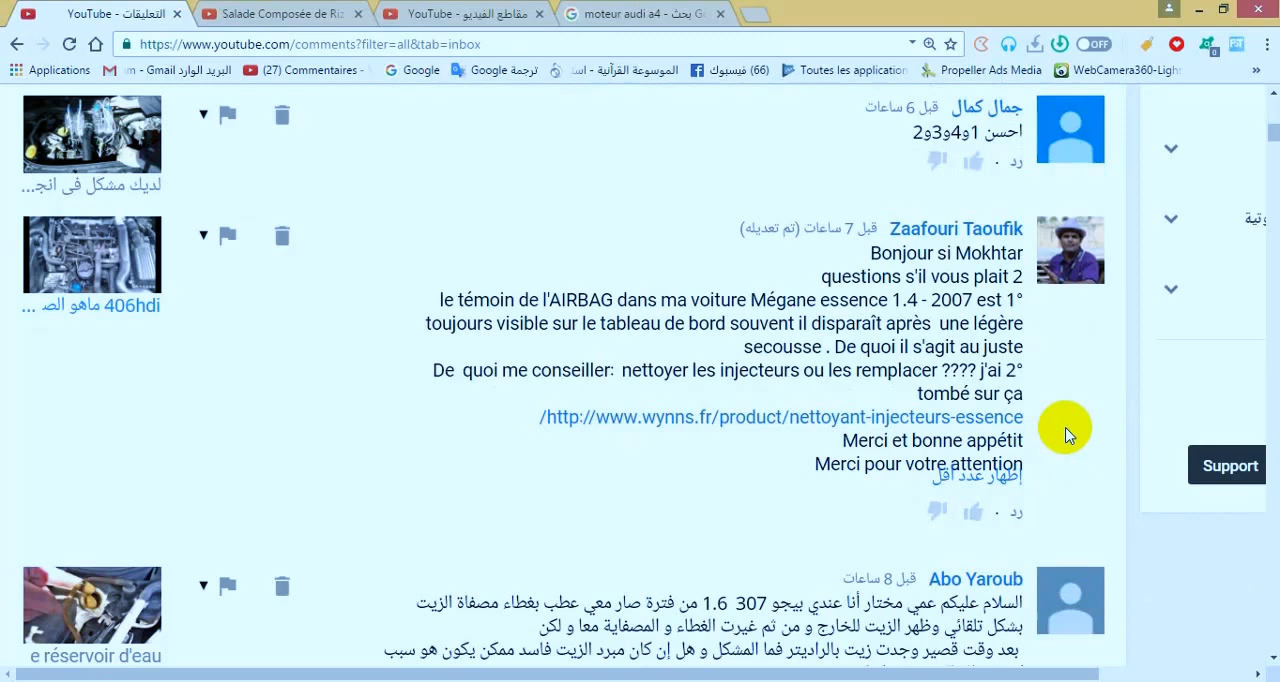 YouTube - التعليقات
Salade Composée de Riz
YouTube - مقاطع الفيديو
moteur audi a4 - بحث G
https://www.youtube.com/comments?filter=all&tab=inbox
OFF
Applications
m - Gmail البريد الوارد
(27) Commentaires -
Google
Google ترجمة
الموسوعة القرآنية - است
(66) فيسبوك
Toutes les application
Propeller Ads Media
WebCamera360-Light
جمال كمال قبل 6 ساعات
احسن 1و4و3و2
رد
لديك مشكل فى انج...
Zaafouri Taoufik قبل 7 ساعات (تم تعديله)
Bonjour si Mokhtar
questions s'il vous plait 2
le témoin de l'AIRBAG dans ma voiture Mégane essence 1.4 - 2007 est 1°
toujours visible sur le tableau de bord souvent il disparaît après une légère
secousse . De quoi il s'agit au juste
De quoi me conseiller: nettoyer les injecteurs ou les remplacer ???? j'ai 2°
tombé sur ça
/http://www.wynns.fr/product/nettoyant-injecteurs-essence
Merci et bonne appétit
Merci pour votre attention
إظهار عدد أقل
رد
406hdi ماهو الص ...
وتية
Support
Abo Yaroub قبل 8 ساعات
السلام عليكم عمي مختار أنا عندي بيجو 307 1.6 من فترة صار معي عطب بغطاء مصفاة الزيت
بشكل تلقائي وظهر الزيت للخارج و من ثم غيرت الغطاء و المصفاية معا و لكن
بعد وقت قصير وجدت زيت بالراديتر فما المشكل و هل إن كان مبرد الزيت فاسد ممكن يكون هو سبب
e réservoir d'eau